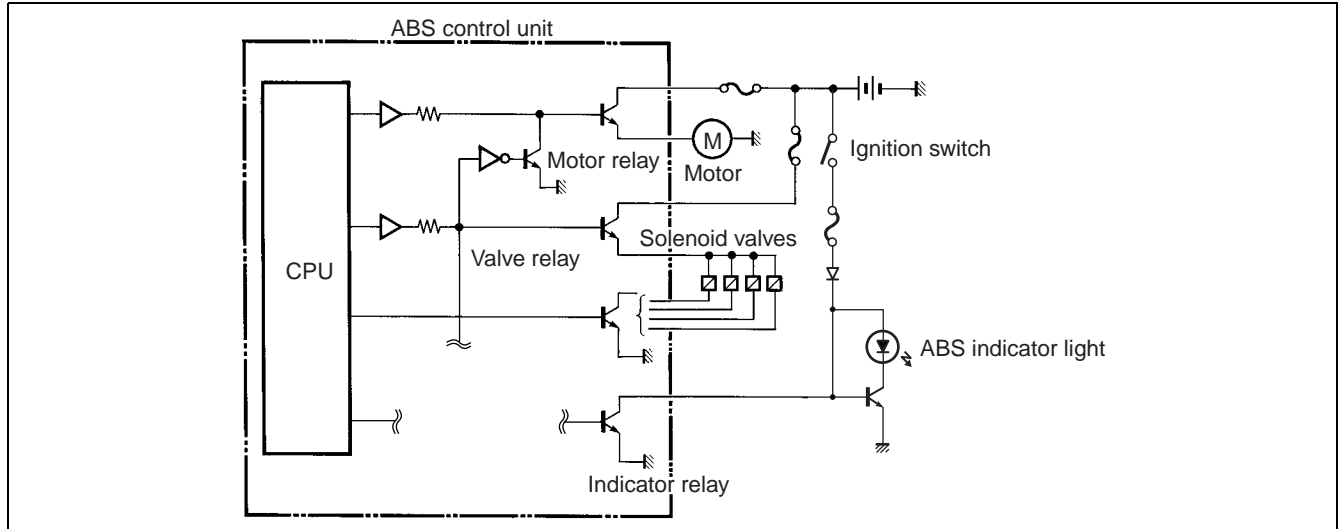 ABS control unit
Motor relay
M
Motor
Ignition switch
CPU
Valve relay
Solenoid valves
ABS indicator light
Indicator relay